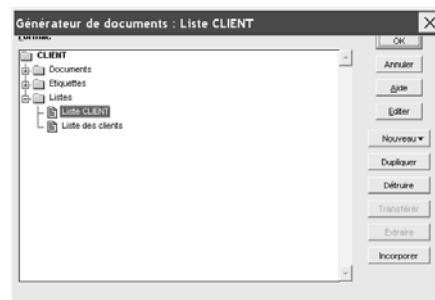 Générateur de documents : Liste CLIENT
Format:
OK
CLIENT
Documents
Etiquettes
Listes
Liste CLIENT
Liste des clients
Annuler
Aide
Editer
Nouveau
Dupliquer
Détruire
Transférer
Extraire
Incorporer